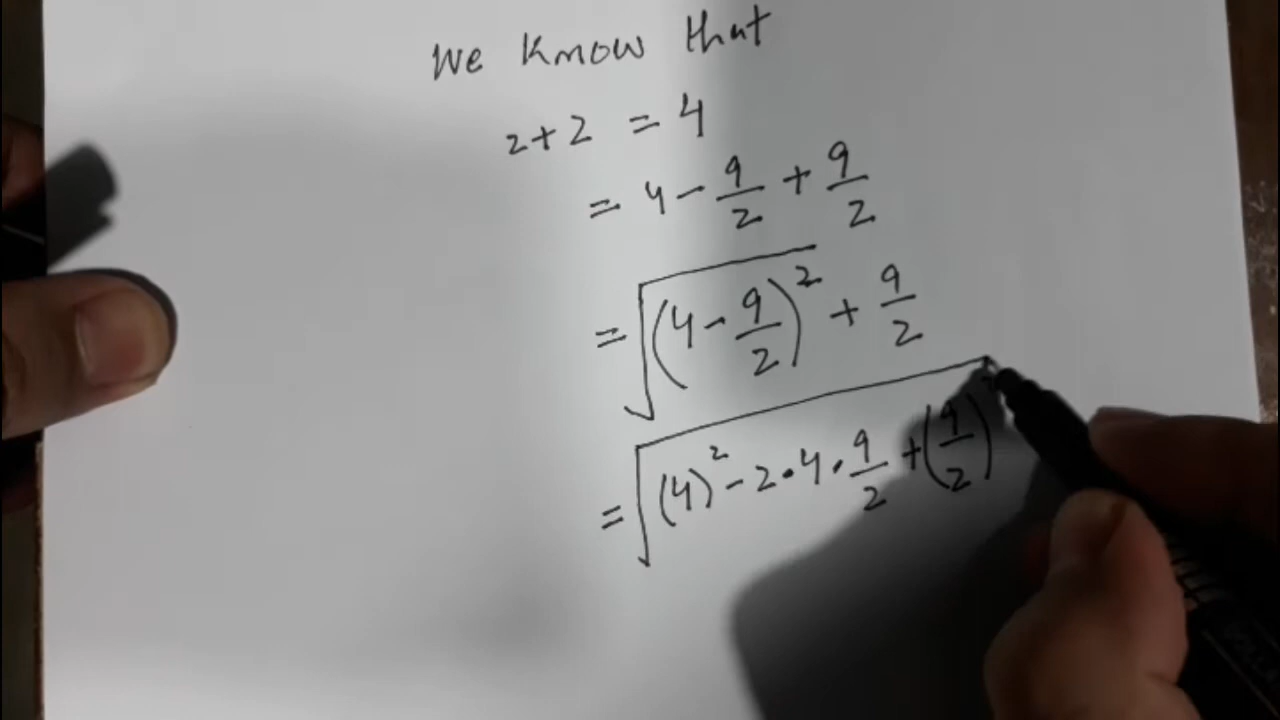 We know that
2+2 = 4
= 4 - 9/2 + 9/2
= √(4 - 9/2)² + 9/2
= √(4)² - 2·4·9/2 + (9/2)